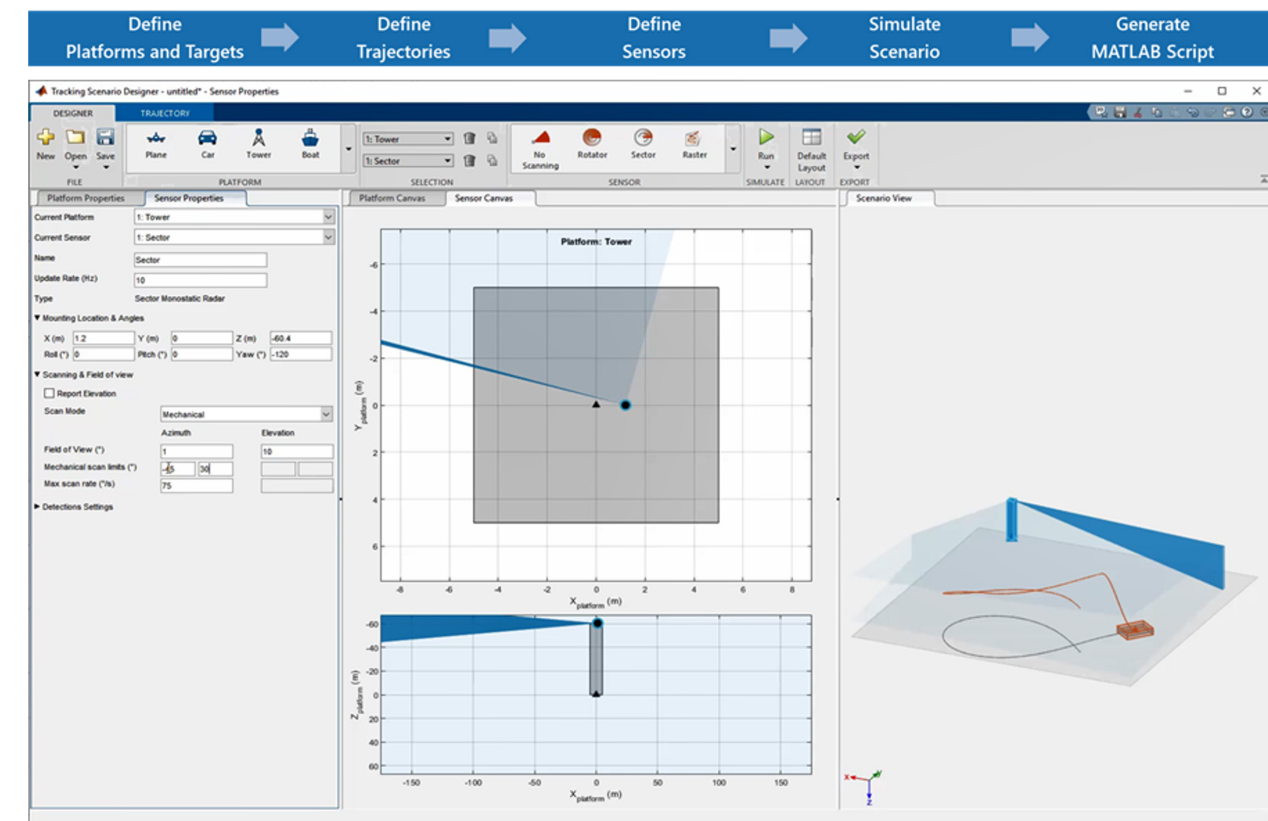 Define
Platforms and Targets
Define
Trajectories
Define
Sensors
Simulate
Scenario
Generate
MATLAB Script
Tracking Scenario Designer - untitled* - Sensor Properties
DESIGNER TRAJECTORY
New Open Save
FILE
Plane Car Tower Boat
PLATFORM
1: Tower
1: Sector
SELECTION
No Scanning Rotator Sector Raster
SENSOR
Run
SIMULATE
Default Layout
LAYOUT
Export
EXPORT
Platform Properties Sensor Properties
Current Platform 1: Tower
Current Sensor 1: Sector
Name Sector
Update Rate (Hz) 10
Type Sector Monostatic Radar
▼ Mounting Location & Angles
X (m) 1.2 Y (m) 0 Z (m) -60.4
Roll (°) 0 Pitch (°) 0 Yaw (°) -120
▼ Scanning & Field of view
Report Elevation
Scan Mode Mechanical
Azimuth Elevation
Field of View (°) 1 10
Mechanical scan limits (°) 30
Max scan rate (°/s) 75
▶ Detections Settings
Platform Canvas Sensor Canvas
Platform: Tower
-6
-4
-2
0
2
4
6
Y platform (m)
-8 -6 -4 -2 0 2 4 6 8
X platform (m)
-60
-40
-20
0
20
40
60
Z platform (m)
-150 -100 -50 0 50 100 150
X platform (m)
Scenario View
X Y
Z